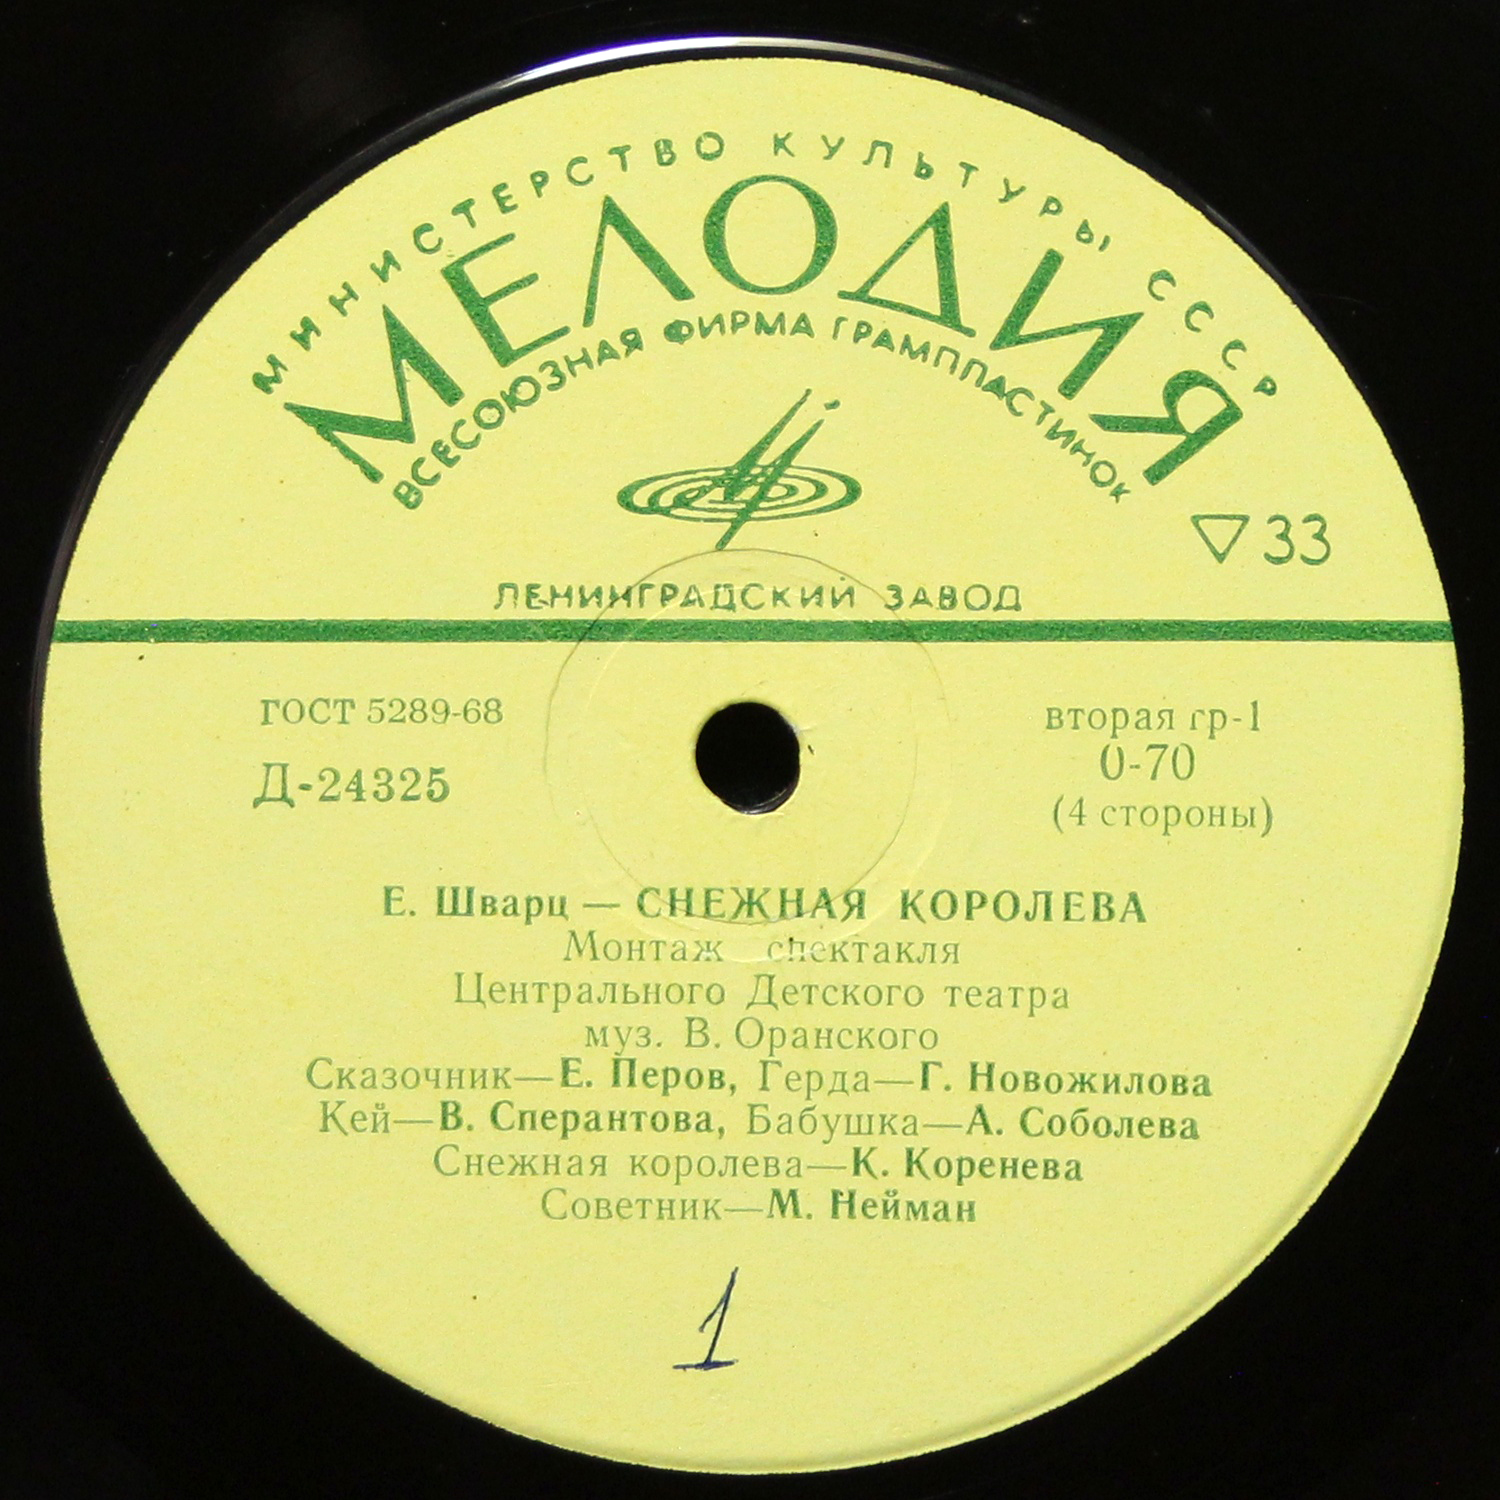 МИНИСТЕРСТВО КУЛЬТУРЫ СССР
МЕЛОДИЯ
ВСЕСОЮЗНАЯ ФИРМА ГРАМПЛАСТИНОК
33
ЛЕНИНГРАДСКИЙ ЗАВОД
ГОСТ 5289-68
вторая гр-1
Д-24325
0-70
(4 стороны)
Е. Шварц — СНЕЖНАЯ КОРОЛЕВА
Монтаж спектакля
Центрального Детского театра
муз. В. Оранского
Сказочник—Е. Перов, Герда—Г. Новожилова
Кей—В. Сперантова, Бабушка—А. Соболева
Снежная королева—К. Коренева
Советник—М. Нейман
1